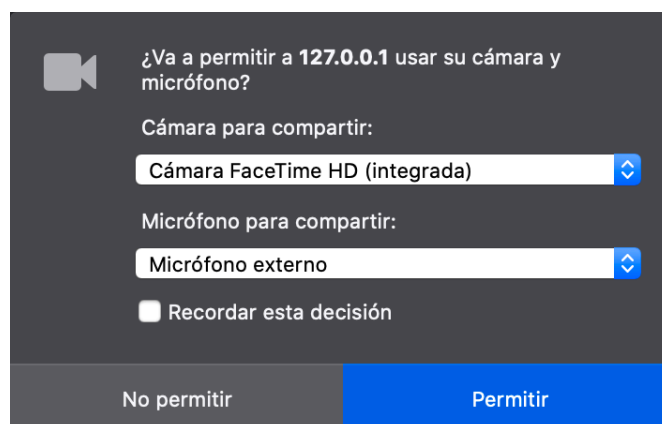 ¿Va a permitir a 127.0.0.1 usar su cámara y
micrófono?
Cámara para compartir:
Cámara FaceTime HD (integrada)
Micrófono para compartir:
Micrófono externo
Recordar esta decisión
No permitir
Permitir